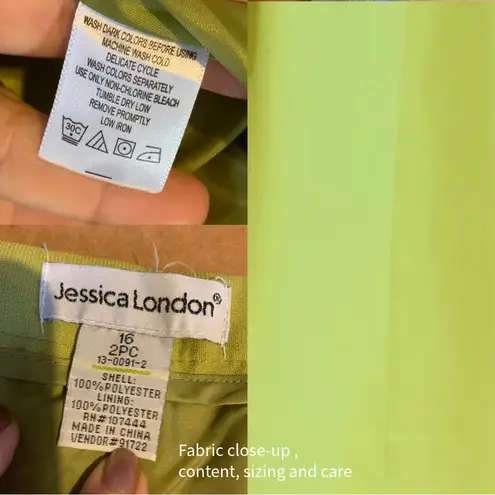 WASH DARK COLORS BEFORE USING
MACHINE WASH COLD
DELICATE CYCLE
WASH COLORS SEPARATELY
USE ONLY NON-CHLORINE BLEACH
TUMBLE DRY LOW
REMOVE PROMPTLY
LOW IRON
30C
Jessica London®
16
2PC
13-0091-2
SHELL:
100%POLYESTER
LINING:
100%POLYESTER
RN#107444
MADE IN CHINA
VENDOR#91722
Fabric close-up ,
content, sizing and care